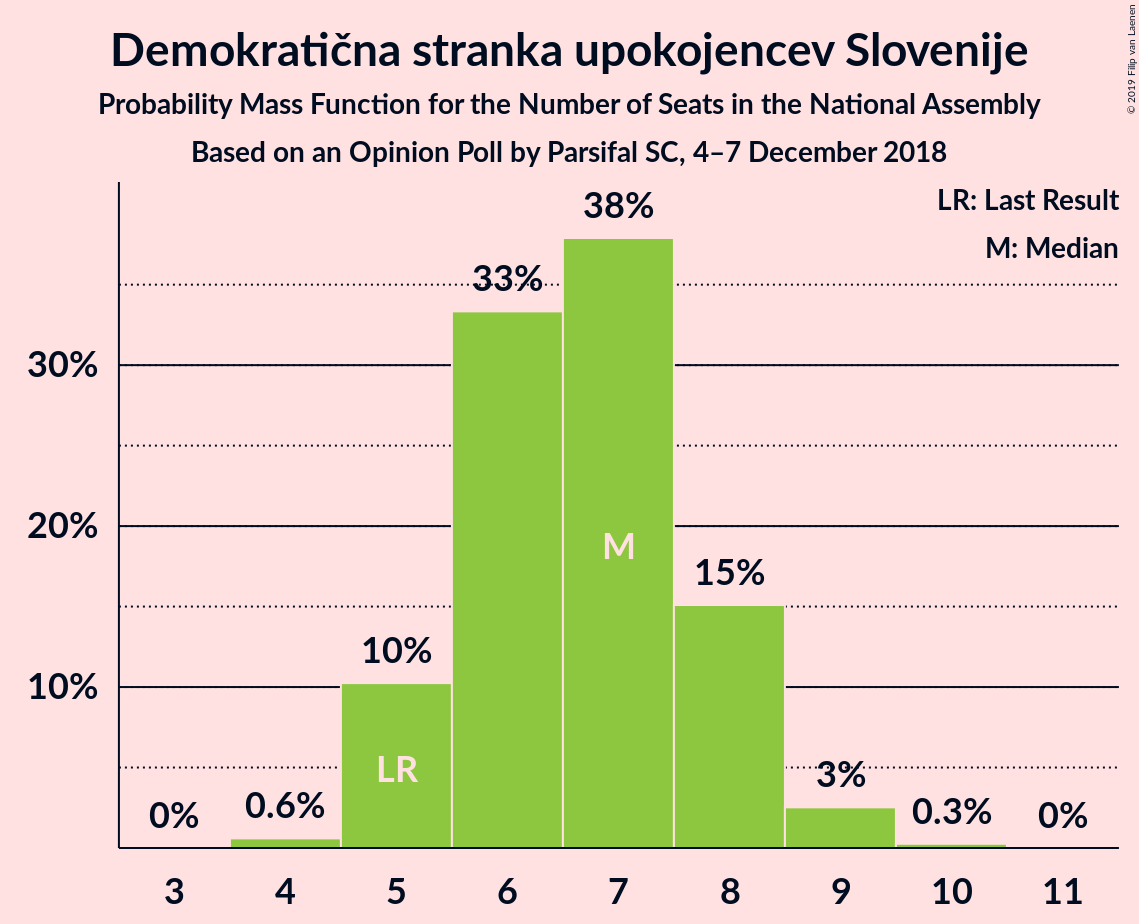 Demokratična stranka upokojencev Slovenije
Probability Mass Function for the Number of Seats in the National Assembly
Based on an Opinion Poll by Parsifal SC, 4–7 December 2018
© 2019 Filip van Laenen
LR: Last Result
M: Median
38%
33%
30%
20%
M
15%
10%
10%
LR
3%
0%
0.6%
0.3%
0%
3 4 5 6 7 8 9 10 11